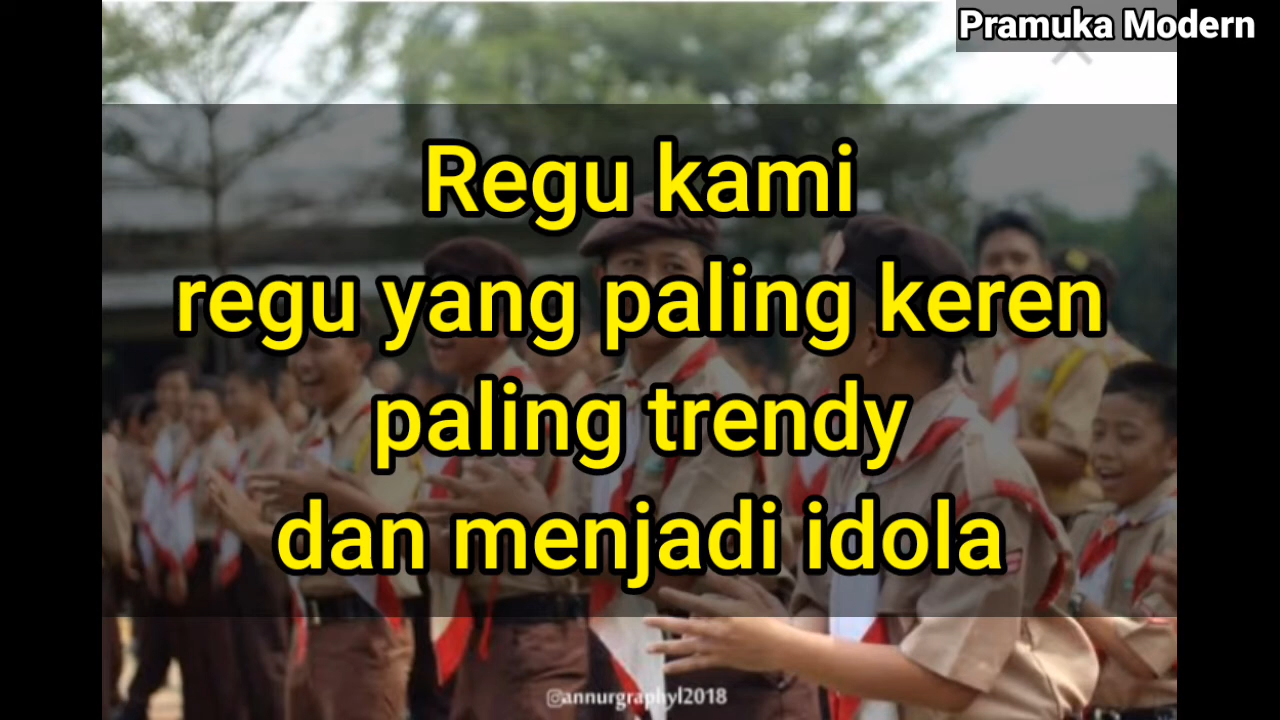 Pramuka Modern
Regu kami
regu yang paling keren
paling trendy
dan menjadi idola
@annurgraphyl2018